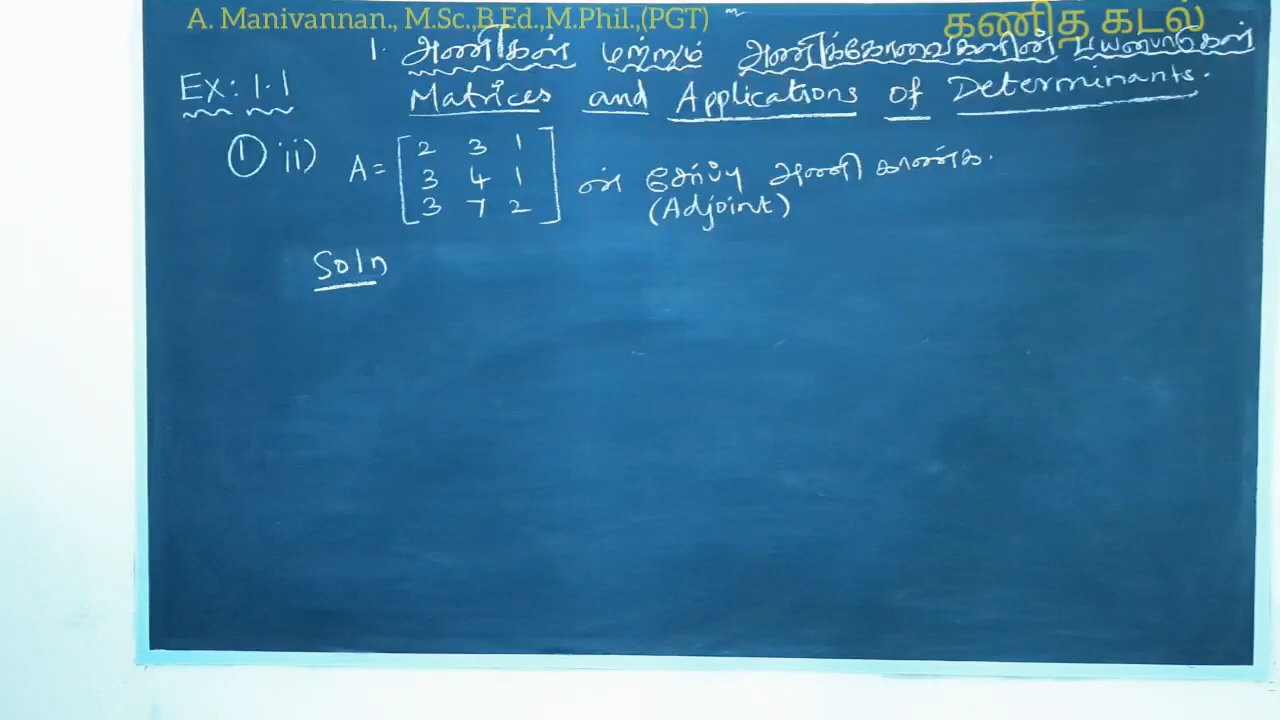 A. Manivannan., M.Sc.,B.Ed.,M.Phil.,(PGT)
கணித கடல்
1. அணிகள் மற்றும் அணிக்கோவைகளின் பயன்பாடுகள்
Ex: 1.1 Matrices and Applications of Determinants.
① ii) A = [ 2 3 1
3 4 1
3 7 2 ] ன் சேர்ப்பு அணி காண்க.
(Adjoint)
Soln